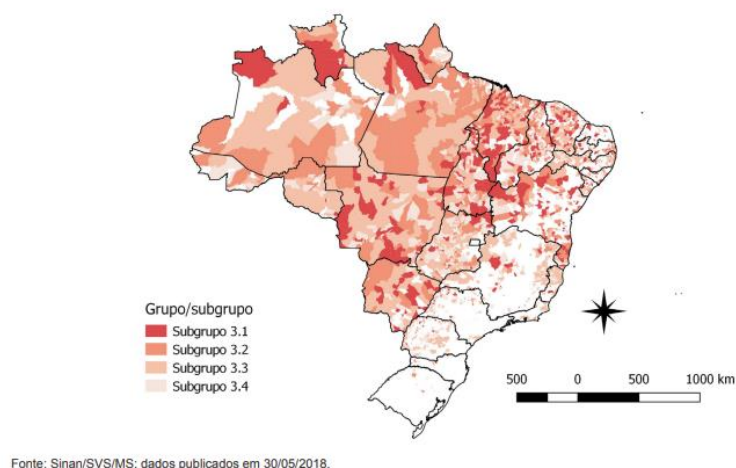 Grupo/subgrupo
Subgrupo 3.1
Subgrupo 3.2
Subgrupo 3.3
Subgrupo 3.4
500 0 500 1000 km
Fonte: Sinan/SVS/MS; dados publicados em 30/05/2018.